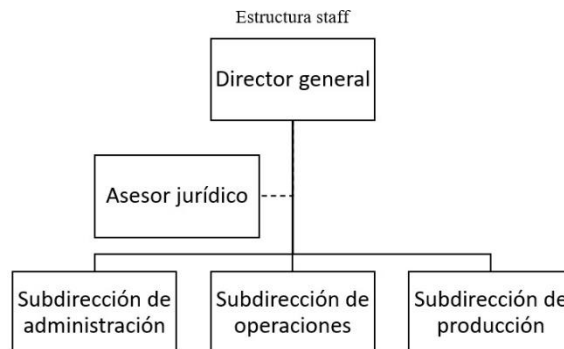 Estructura staff
Director general
Asesor jurídico
Subdirección de
administración
Subdirección de
operaciones
Subdirección de
producción